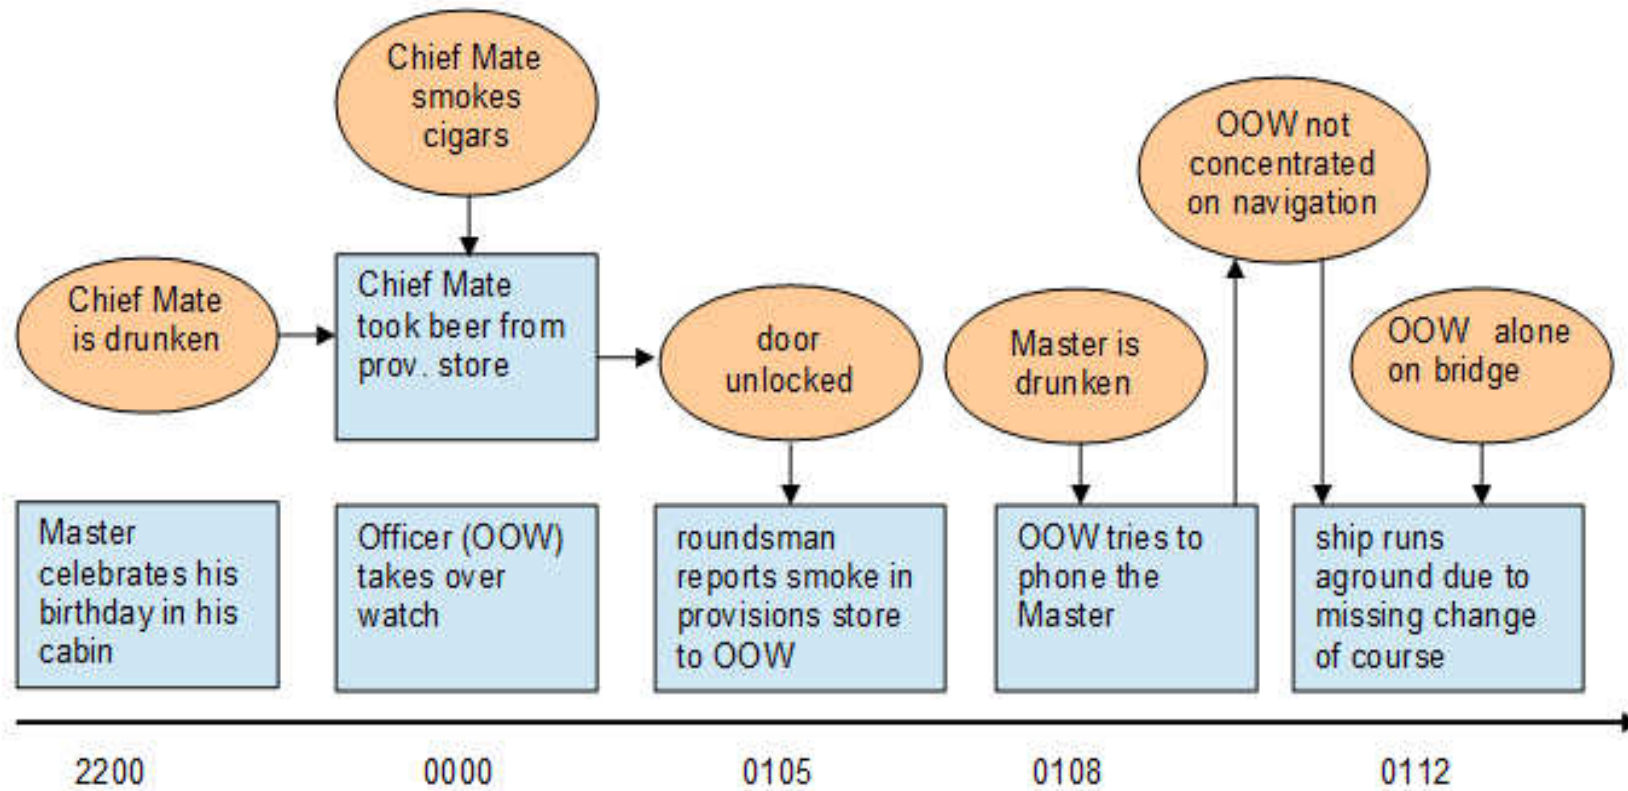 Chief Mate
smokes
cigars
OOW not
concentrated
on navigation
Chief Mate
is drunken
Chief Mate
took beer from
prov. store
door
unlocked
Master is
drunken
OOW alone
on bridge
Master
celebrates his
birthday in his
cabin
Officer (OOW)
takes over
watch
roundsman
reports smoke in
provisions store
to OOW
OOW tries to
phone the
Master
ship runs
aground due to
missing change
of course
2200
0000
0105
0108
0112